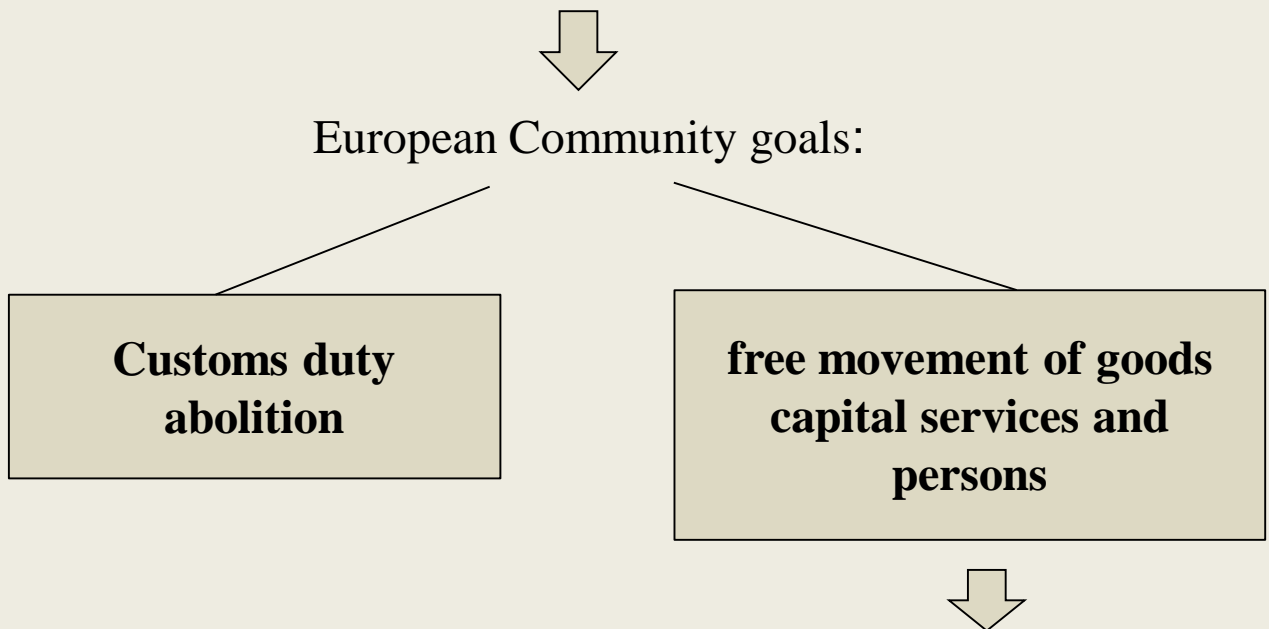 European Community goals:
Customs duty
abolition
free movement of goods
capital services and
persons